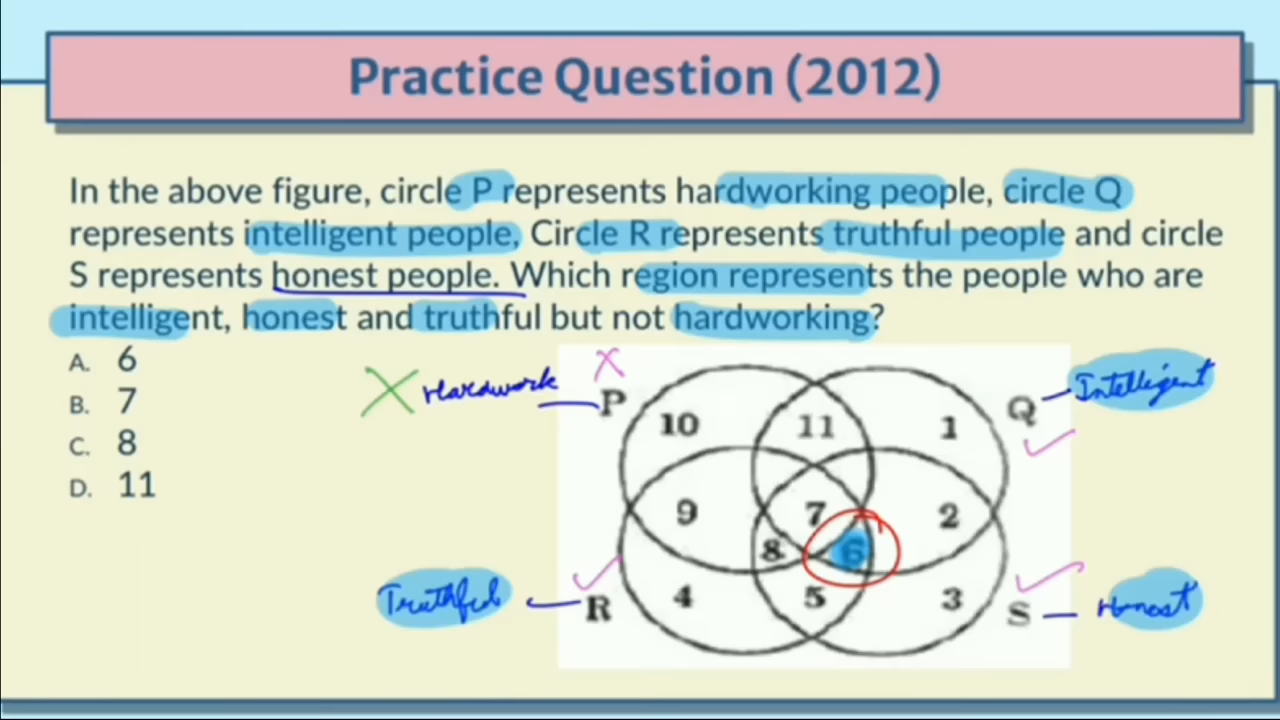 Practice Question (2012)
In the above figure, circle P represents hardworking people, circle Q
represents intelligent people, Circle R represents truthful people and circle
S represents honest people. Which region represents the people who are
intelligent, honest and truthful but not hardworking?
A. 6
B. 7
C. 8
D. 11
Hardwork
P
Q
Intelligent
10
11
1
9
7
2
8
6
Truthful
R
4
5
3
S
Honest